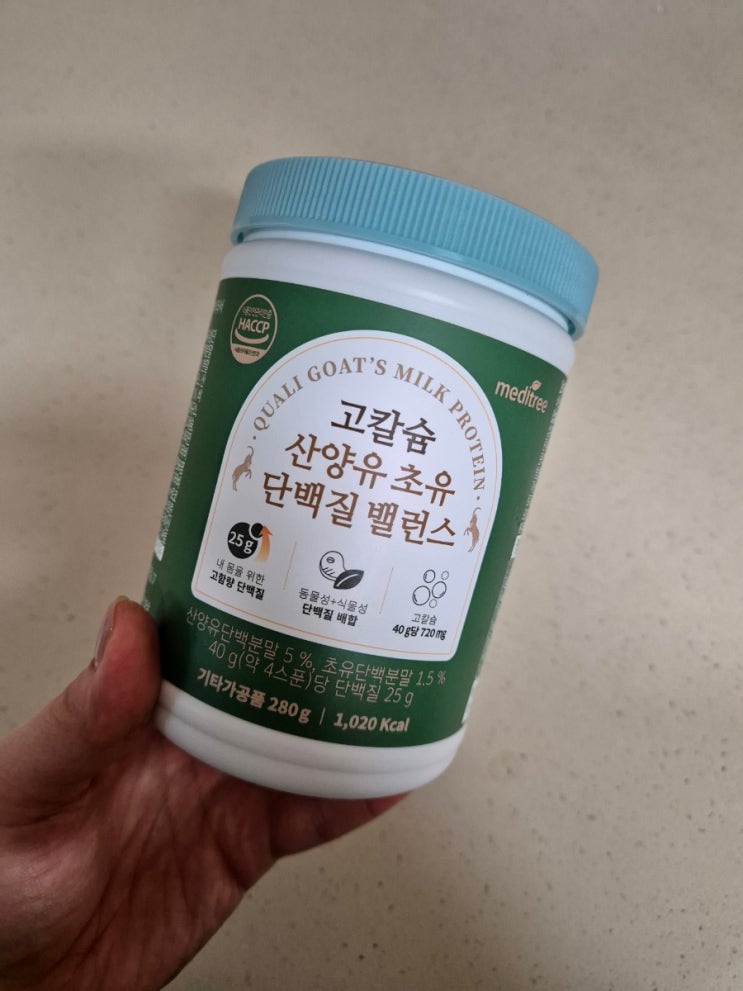 HACCP
meditree
· QUALI GOAT'S MILK PROTEIN ·
고칼슘
산양유 초유
단백질 밸런스
25g
내 몸을 위한
고함량 단백질
동물성+식물성
단백질 배합
고칼슘
40g당 720mg
산양유단백분말 5 %, 초유단백분말 1.5 %
40 g(약 4스푼)당 단백질 25 g
기타가공품 280g | 1,020 Kcal